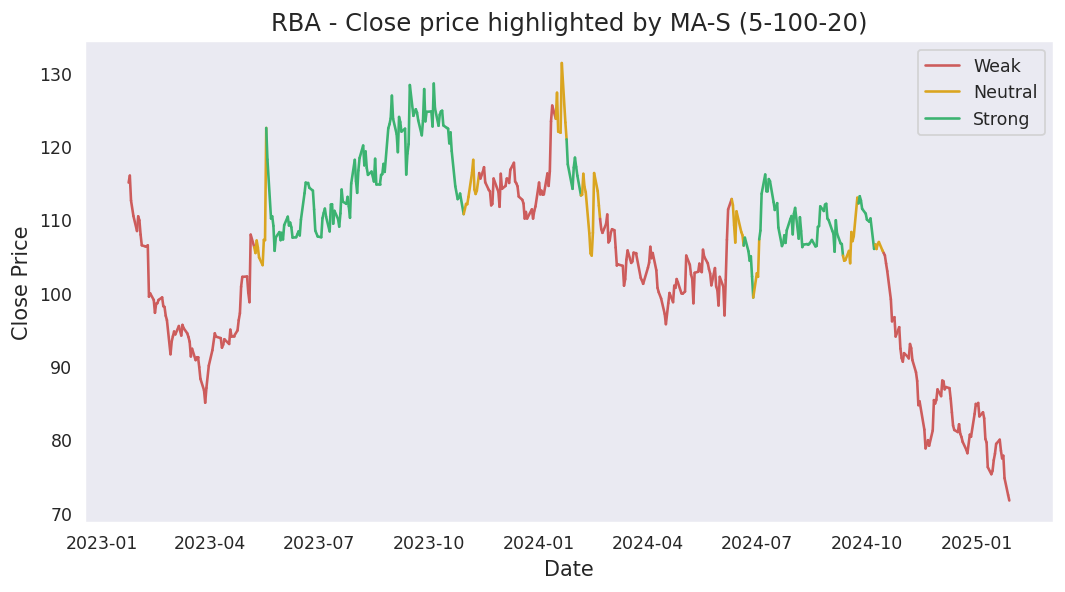 RBA - Close price highlighted by MA-S (5-100-20)
Weak
Neutral
Strong
Close Price
130
120
110
100
90
80
70
2023-01 2023-04 2023-07 2023-10 2024-01 2024-04 2024-07 2024-10 2025-01
Date